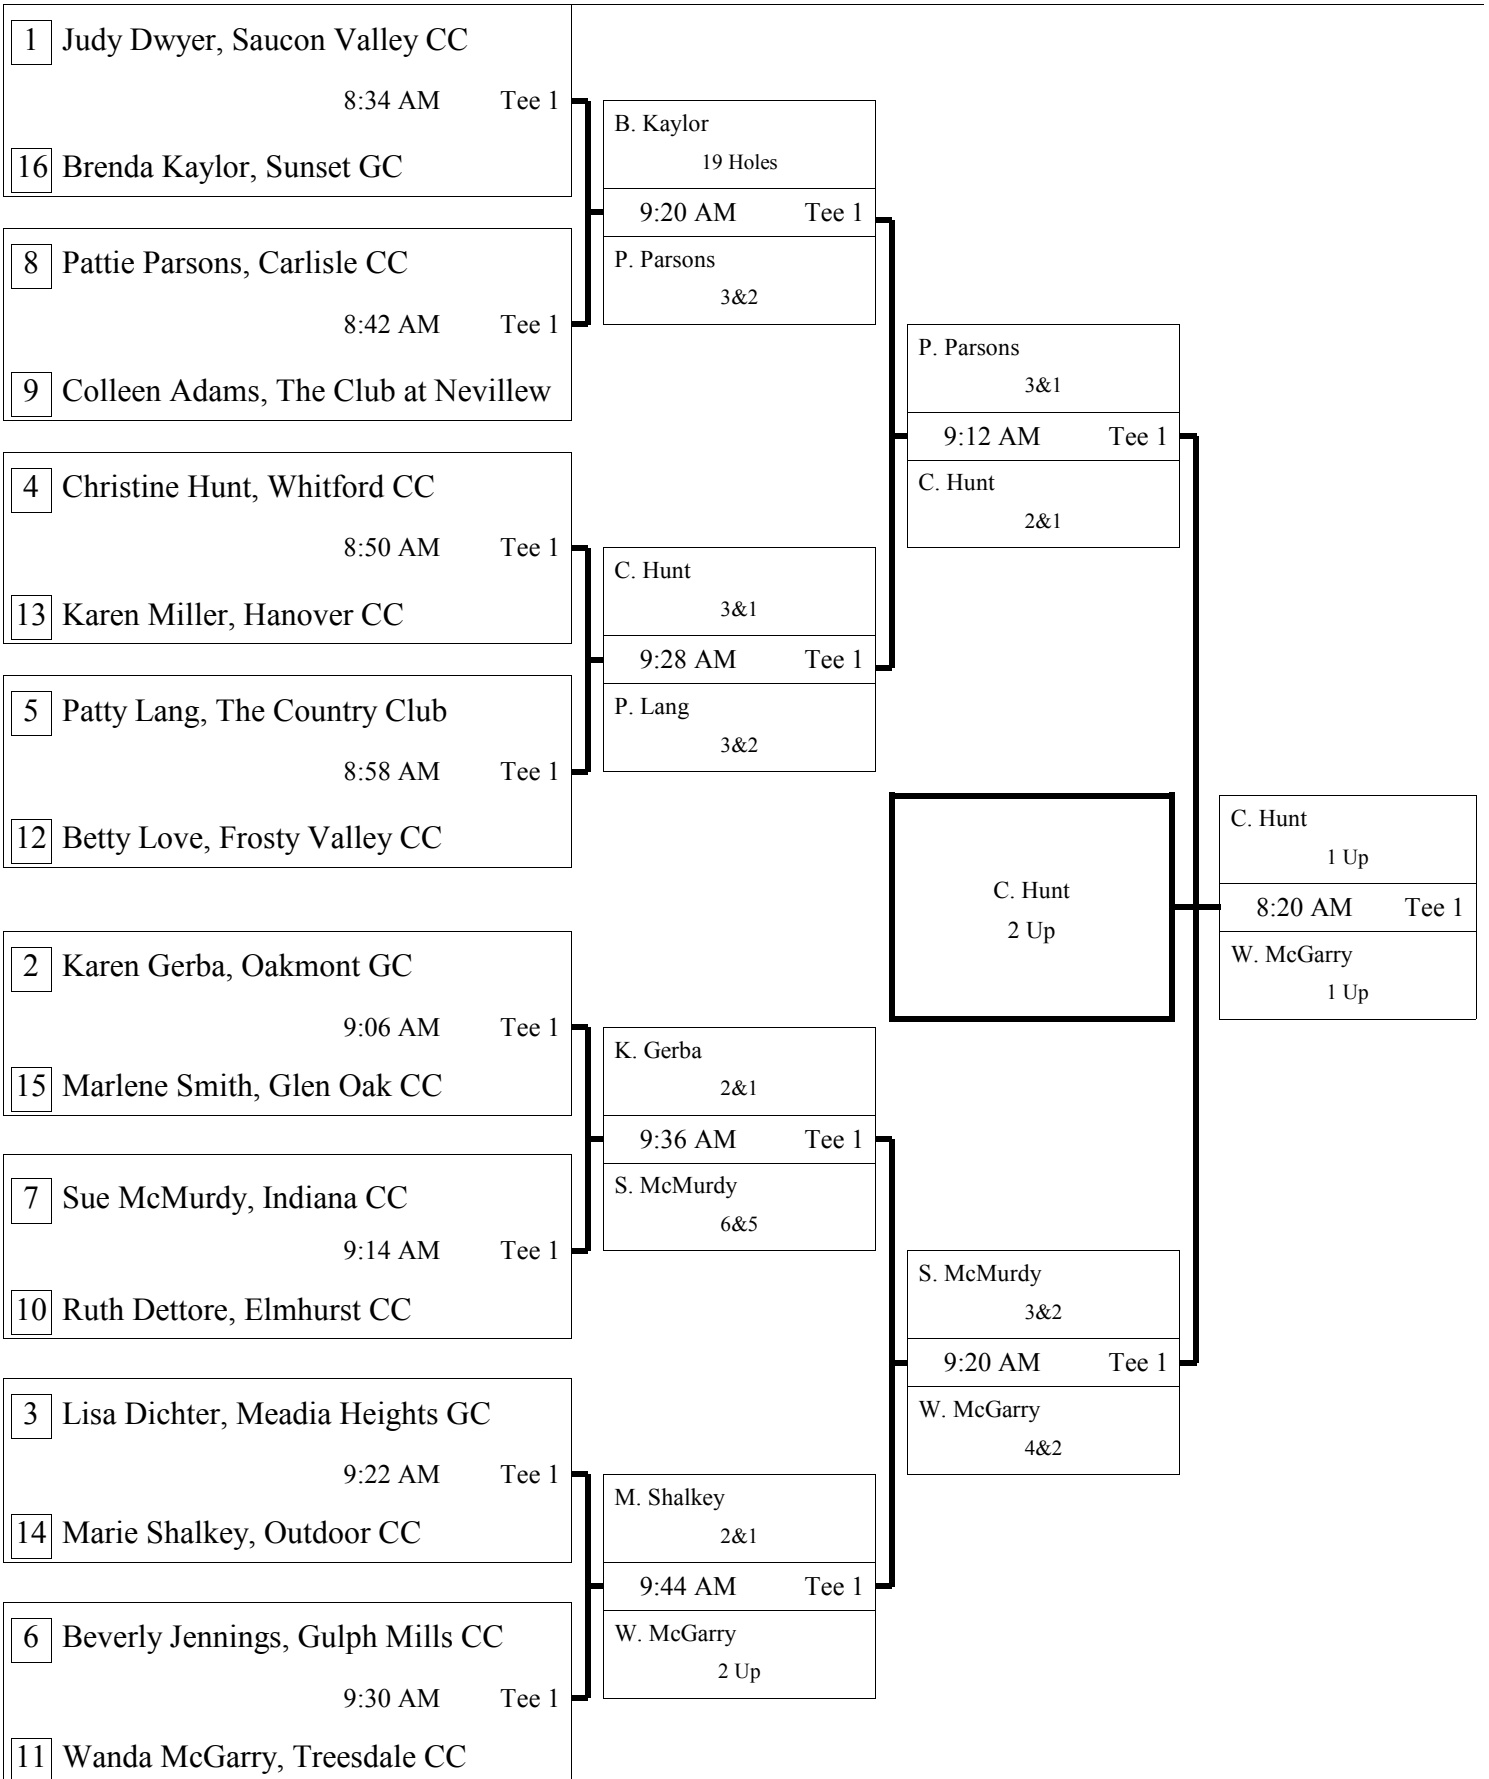 1 Judy Dwyer, Saucon Valley CC
8:34 AM Tee 1
16 Brenda Kaylor, Sunset GC
8 Pattie Parsons, Carlisle CC
8:42 AM Tee 1
9 Colleen Adams, The Club at Nevillew
4 Christine Hunt, Whitford CC
8:50 AM Tee 1
13 Karen Miller, Hanover CC
5 Patty Lang, The Country Club
8:58 AM Tee 1
12 Betty Love, Frosty Valley CC
2 Karen Gerba, Oakmont GC
9:06 AM Tee 1
15 Marlene Smith, Glen Oak CC
7 Sue McMurdy, Indiana CC
9:14 AM Tee 1
10 Ruth Dettore, Elmhurst CC
3 Lisa Dichter, Meadia Heights GC
9:22 AM Tee 1
14 Marie Shalkey, Outdoor CC
6 Beverly Jennings, Gulph Mills CC
9:30 AM Tee 1
11 Wanda McGarry, Treesdale CC
B. Kaylor
19 Holes
9:20 AM Tee 1
P. Parsons
3&2
C. Hunt
3&1
9:28 AM Tee 1
P. Lang
3&2
K. Gerba
2&1
9:36 AM Tee 1
S. McMurdy
6&5
M. Shalkey
2&1
9:44 AM Tee 1
W. McGarry
2 Up
P. Parsons
3&1
9:12 AM Tee 1
C. Hunt
2&1
S. McMurdy
3&2
9:20 AM Tee 1
W. McGarry
4&2
C. Hunt
1 Up
8:20 AM Tee 1
W. McGarry
1 Up
C. Hunt
2 Up